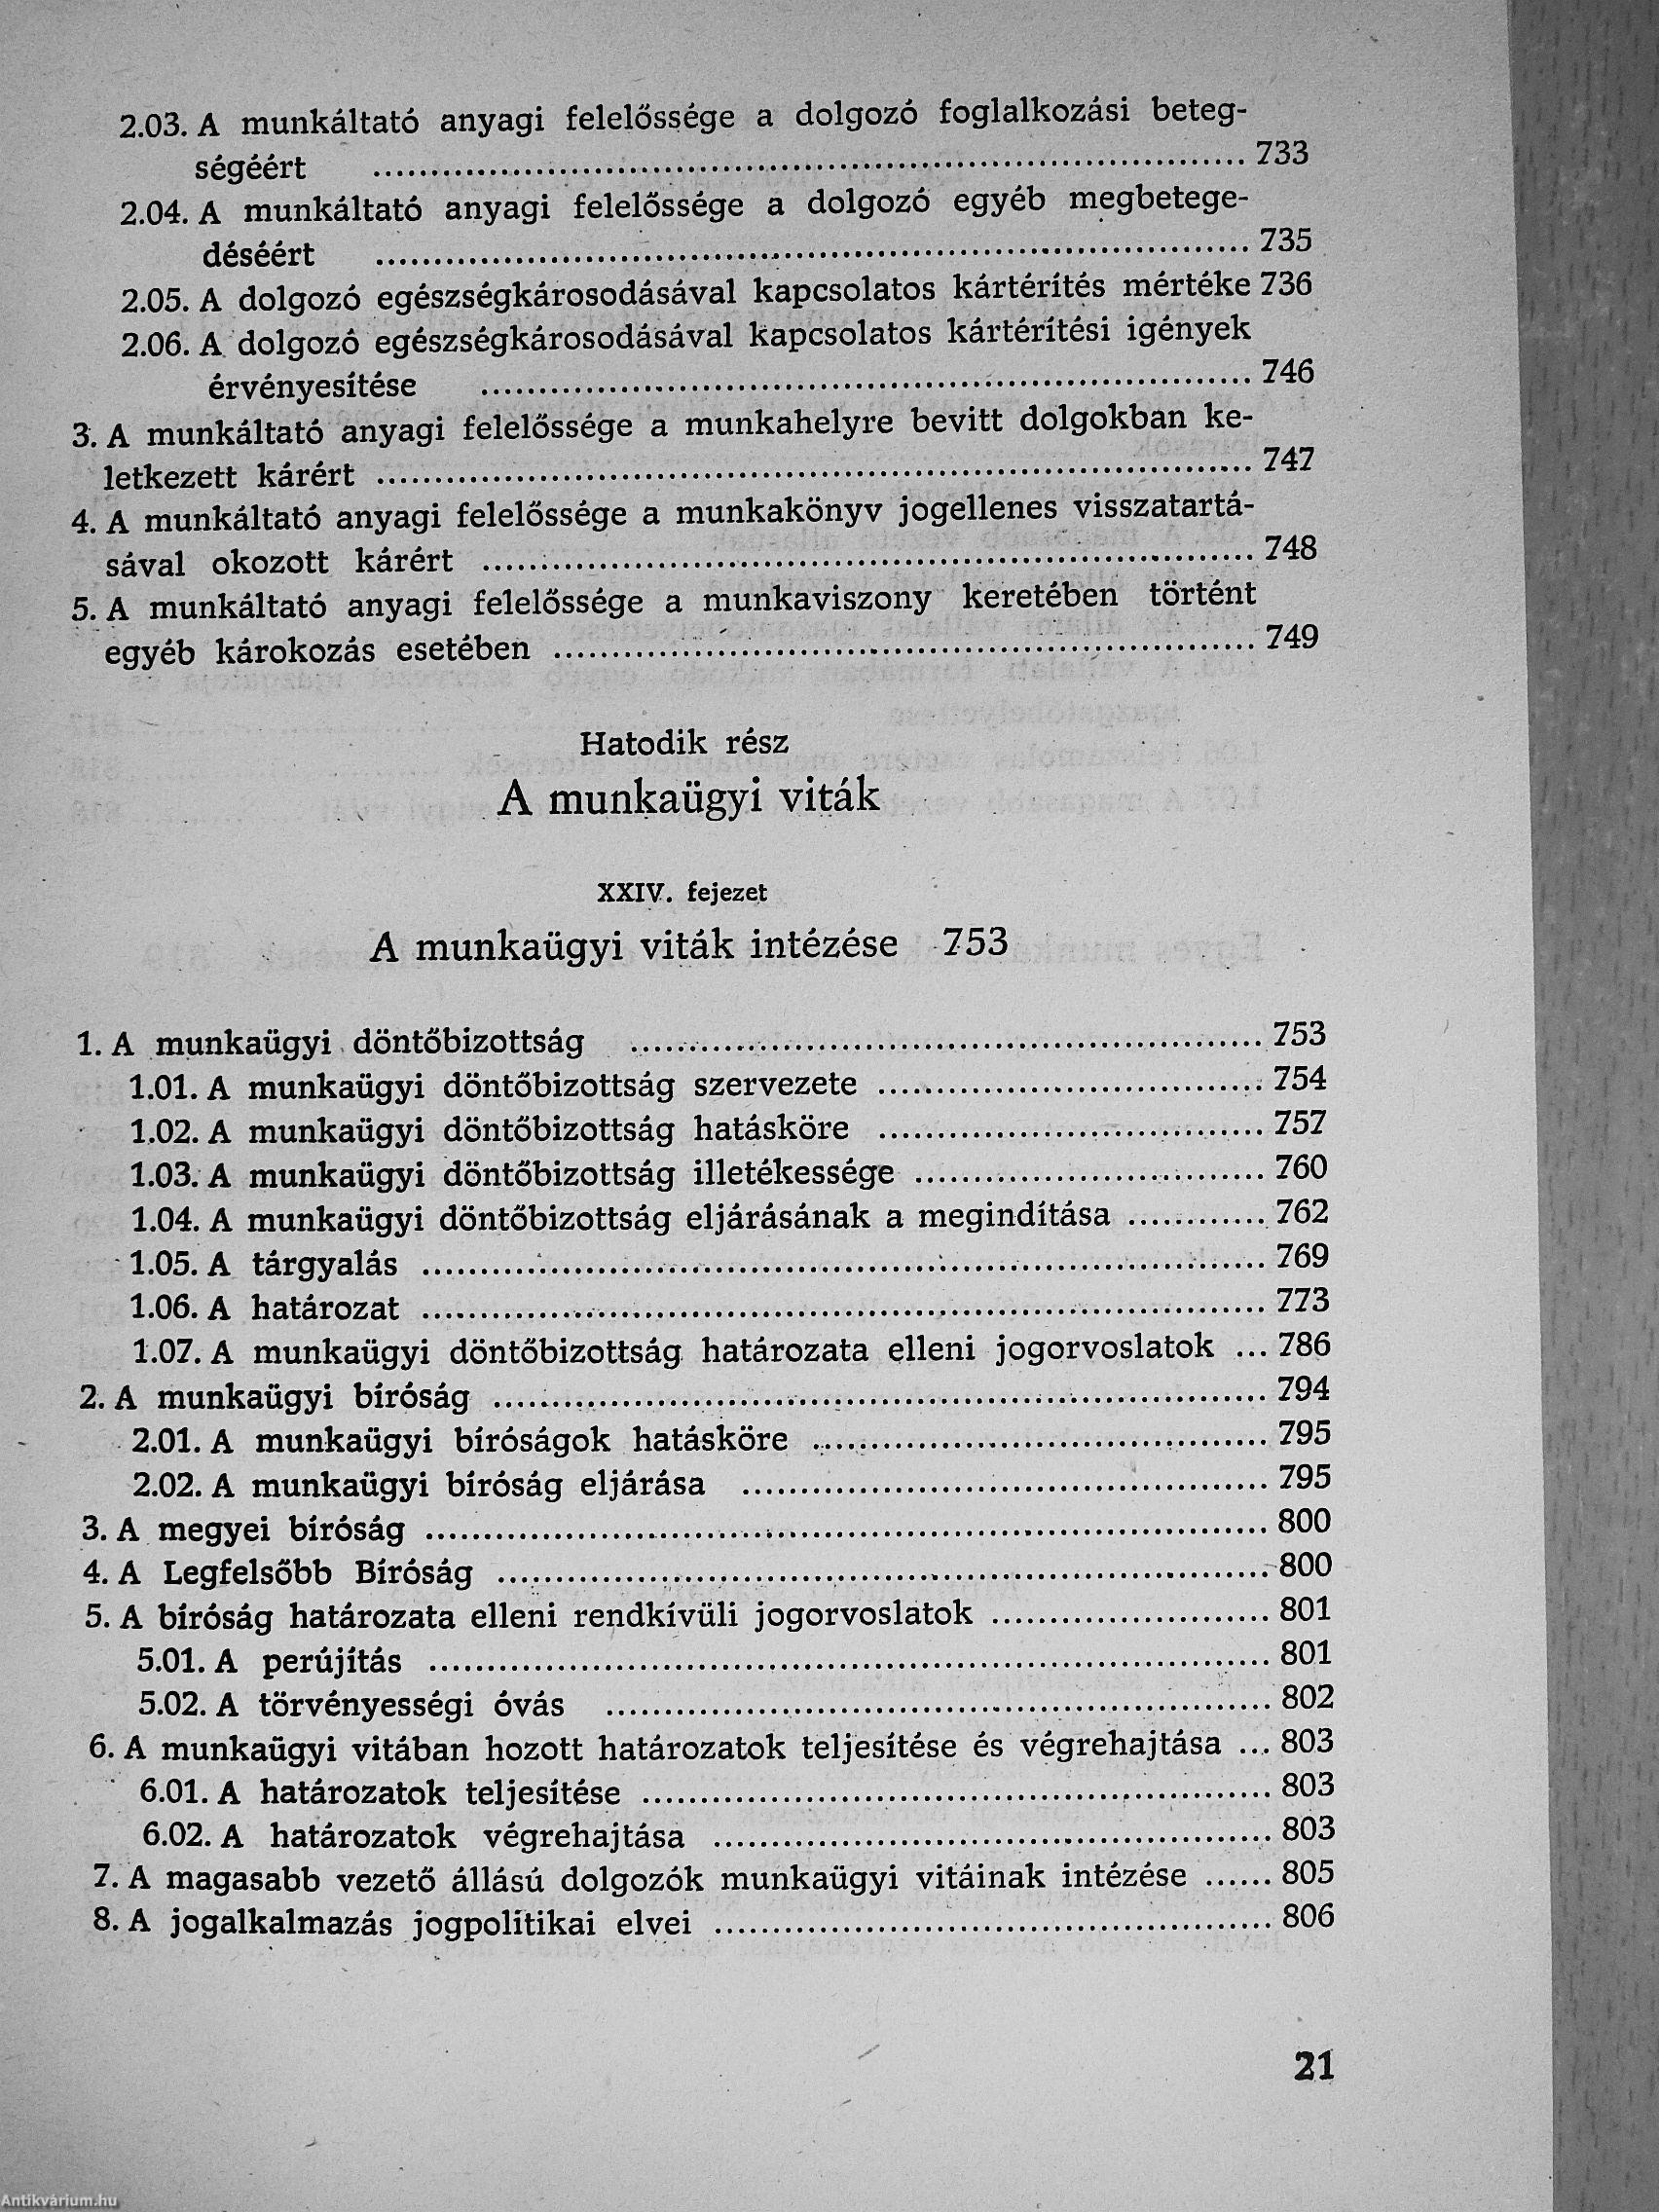 2.03. A munkáltató anyagi felelőssége a dolgozó foglalkozási beteg-
ségéért ........ 733
2.04. A munkáltató anyagi felelőssége a dolgozó egyéb megbetege-
déséért ........ 735
2.05. A dolgozó egészségkárosodásával kapcsolatos kártérítés mértéke 736
2.06. A dolgozó egészségkárosodásával kapcsolatos kártérítési igények
érvényesítése ........ 746
3. A munkáltató anyagi felelőssége a munkahelyre bevitt dolgokban ke-
letkezett kárért ........ 747
4. A munkáltató anyagi felelőssége a munkakönyv jogellenes visszatartá-
sával okozott kárért ........ 748
5. A munkáltató anyagi felelőssége a munkaviszony keretében történt
egyéb károkozás esetében ........ 749
Hatodik rész
A munkaügyi viták
XXIV. fejezet
A munkaügyi viták intézése 753
1. A munkaügyi döntőbizottság ........ 753
1.01. A munkaügyi döntőbizottság szervezete ........ 754
1.02. A munkaügyi döntőbizottság hatásköre ........ 757
1.03. A munkaügyi döntőbizottság illetékessége ........ 760
1.04. A munkaügyi döntőbizottság eljárásának a megindítása ........ 762
1.05. A tárgyalás ........ 769
1.06. A határozat ........ 773
1.07. A munkaügyi döntőbizottság határozata elleni jogorvoslatok ... 786
2. A munkaügyi bíróság ........ 794
2.01. A munkaügyi bíróságok hatásköre ........ 795
2.02. A munkaügyi bíróság eljárása ........ 795
3. A megyei bíróság ........ 800
4. A Legfelsőbb Bíróság ........ 800
5. A bíróság határozata elleni rendkívüli jogorvoslatok ........ 801
5.01. A perújítás ........ 801
5.02. A törvényességi óvás ........ 802
6. A munkaügyi vitában hozott határozatok teljesítése és végrehajtása ... 803
6.01. A határozatok teljesítése ........ 803
6.02. A határozatok végrehajtása ........ 803
7. A magasabb vezető állású dolgozók munkaügyi vitáinak intézése ...... 805
8. A jogalkalmazás jogpolitikai elvei ........ 806
21
Antikvárium.hu